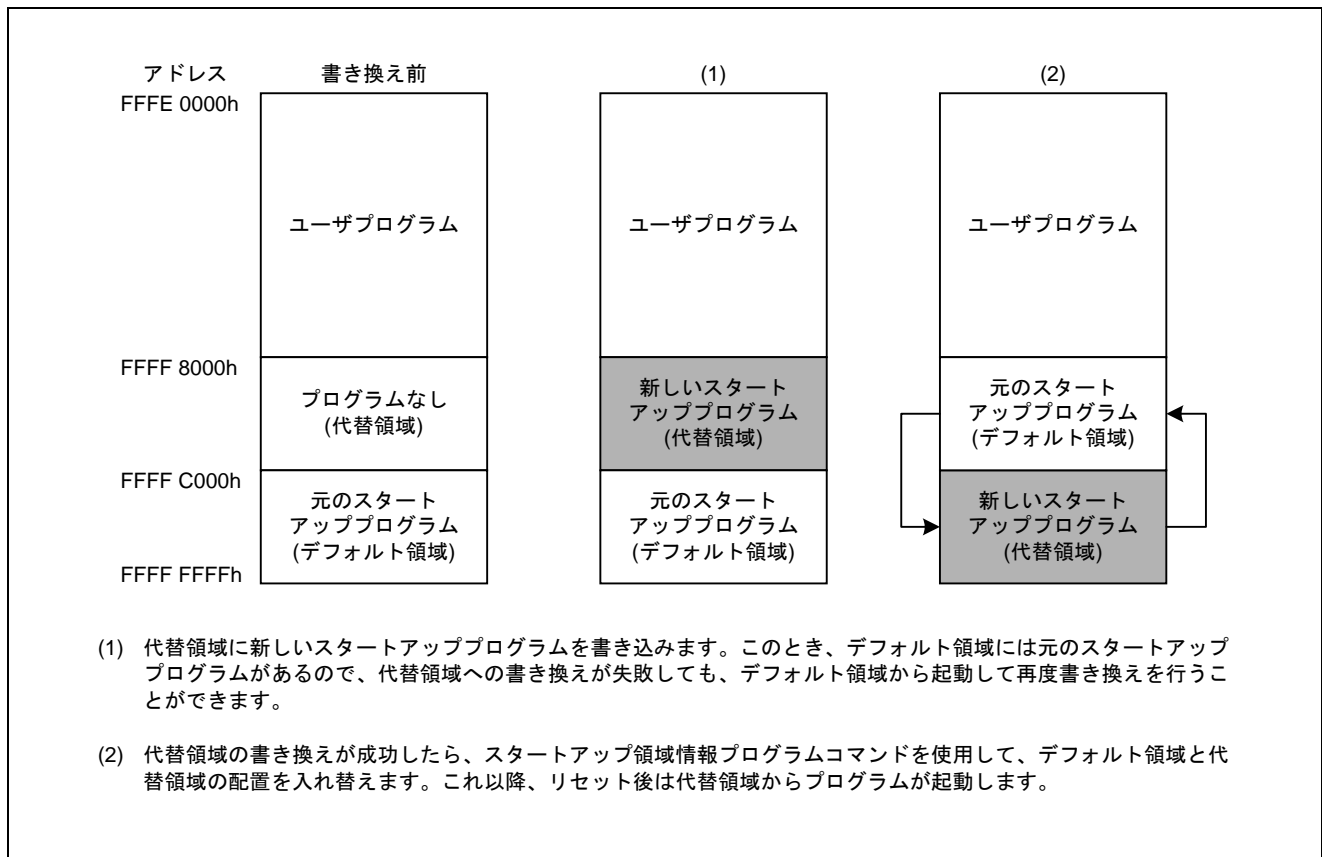 アドレス 書き換え前 (1) (2)
FFFE 0000h
ユーザプログラム ユーザプログラム ユーザプログラム
FFFF 8000h
プログラムなし
(代替領域)
新しいスタート
アッププログラム
(代替領域)
元のスタート
アッププログラム
(デフォルト領域)
FFFF C000h
元のスタート
アッププログラム
(デフォルト領域)
元のスタート
アッププログラム
(デフォルト領域)
新しいスタート
アッププログラム
(代替領域)
FFFF FFFFh
(1) 代替領域に新しいスタートアッププログラムを書き込みます。このとき、デフォルト領域には元のスタートアップ
プログラムがあるので、代替領域への書き換えが失敗しても、デフォルト領域から起動して再度書き換えを行うこ
とができます。
(2) 代替領域の書き換えが成功したら、スタートアップ領域情報プログラムコマンドを使用して、デフォルト領域と代
替領域の配置を入れ替えます。これ以降、リセット後は代替領域からプログラムが起動します。